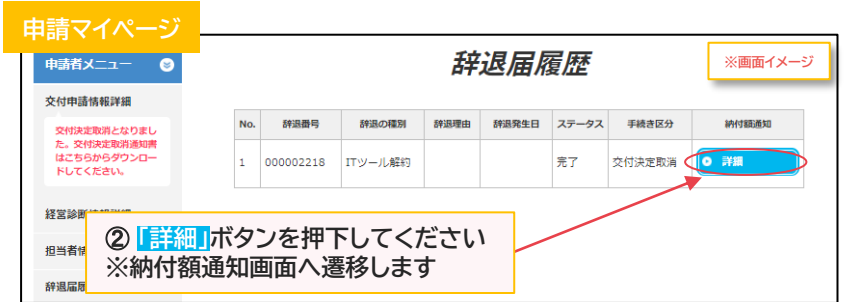 申請マイページ
申請者メニュー
辞退届履歴
※画面イメージ
交付申請情報詳細
交付決定取消となりまし
た。交付決定取消通知書
はこちらからダウンロー
ドしてください。
No. 辞退番号 辞退の種別 辞退理由 辞退発生日 ステータス 手続き区分 納付額通知
1 000002218 ITツール解約 完了 交付決定取消 詳細
経営診断
担当者情
辞退届履
② 「詳細」ボタンを押下してください
※納付額通知画面へ遷移します